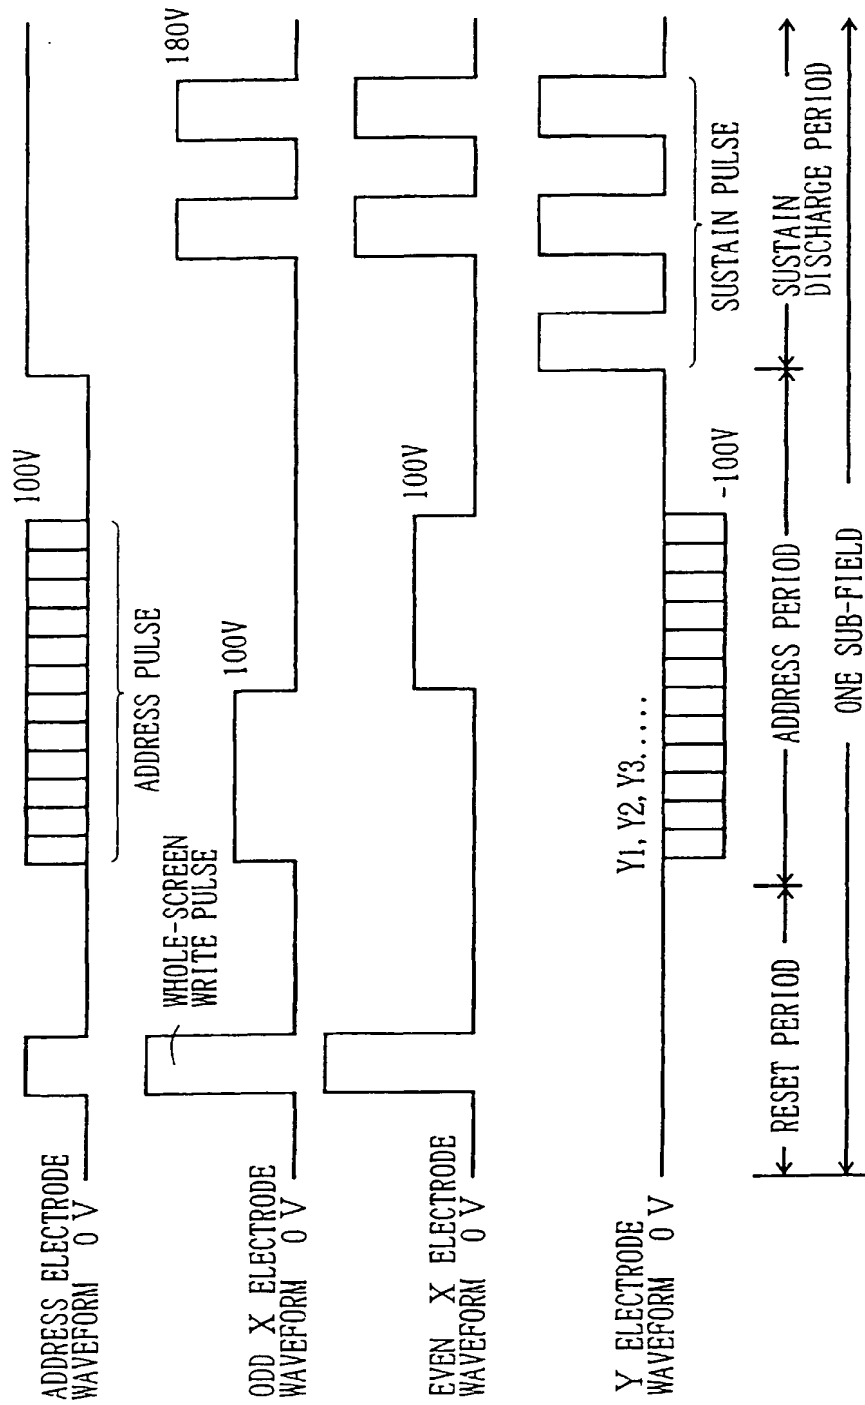 ADDRESS ELECTRODE
WAVEFORM 0 V
100V
ADDRESS PULSE
ODD X ELECTRODE
WAVEFORM 0 V
WHOLE-SCREEN
WRITE PULSE
100V
180V
EVEN X ELECTRODE
WAVEFORM 0 V
100V
Y ELECTRODE
WAVEFORM 0 V
Y1, Y2, Y3.....
-100V
SUSTAIN PULSE
RESET PERIOD
ADDRESS PERIOD
SUSTAIN
DISCHARGE PERIOD
ONE SUB-FIELD